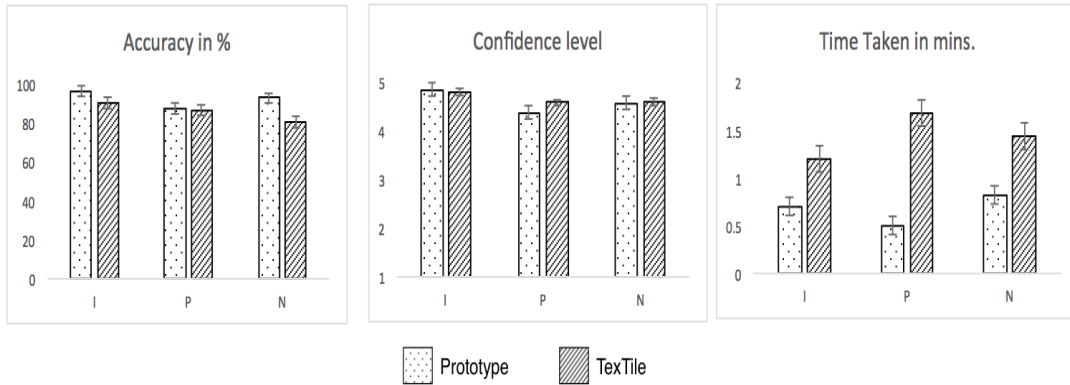 Accuracy in %
100
80
60
40
20
0
I P N
Confidence level
5
4
3
2
1
I P N
Time Taken in mins.
2
1.5
1
0.5
0
I P N
Prototype TexTile